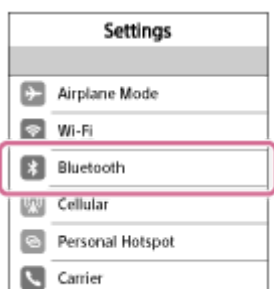 Settings
Airplane Mode
Wi-Fi
Bluetooth
Cellular
Personal Hotspot
Carrier